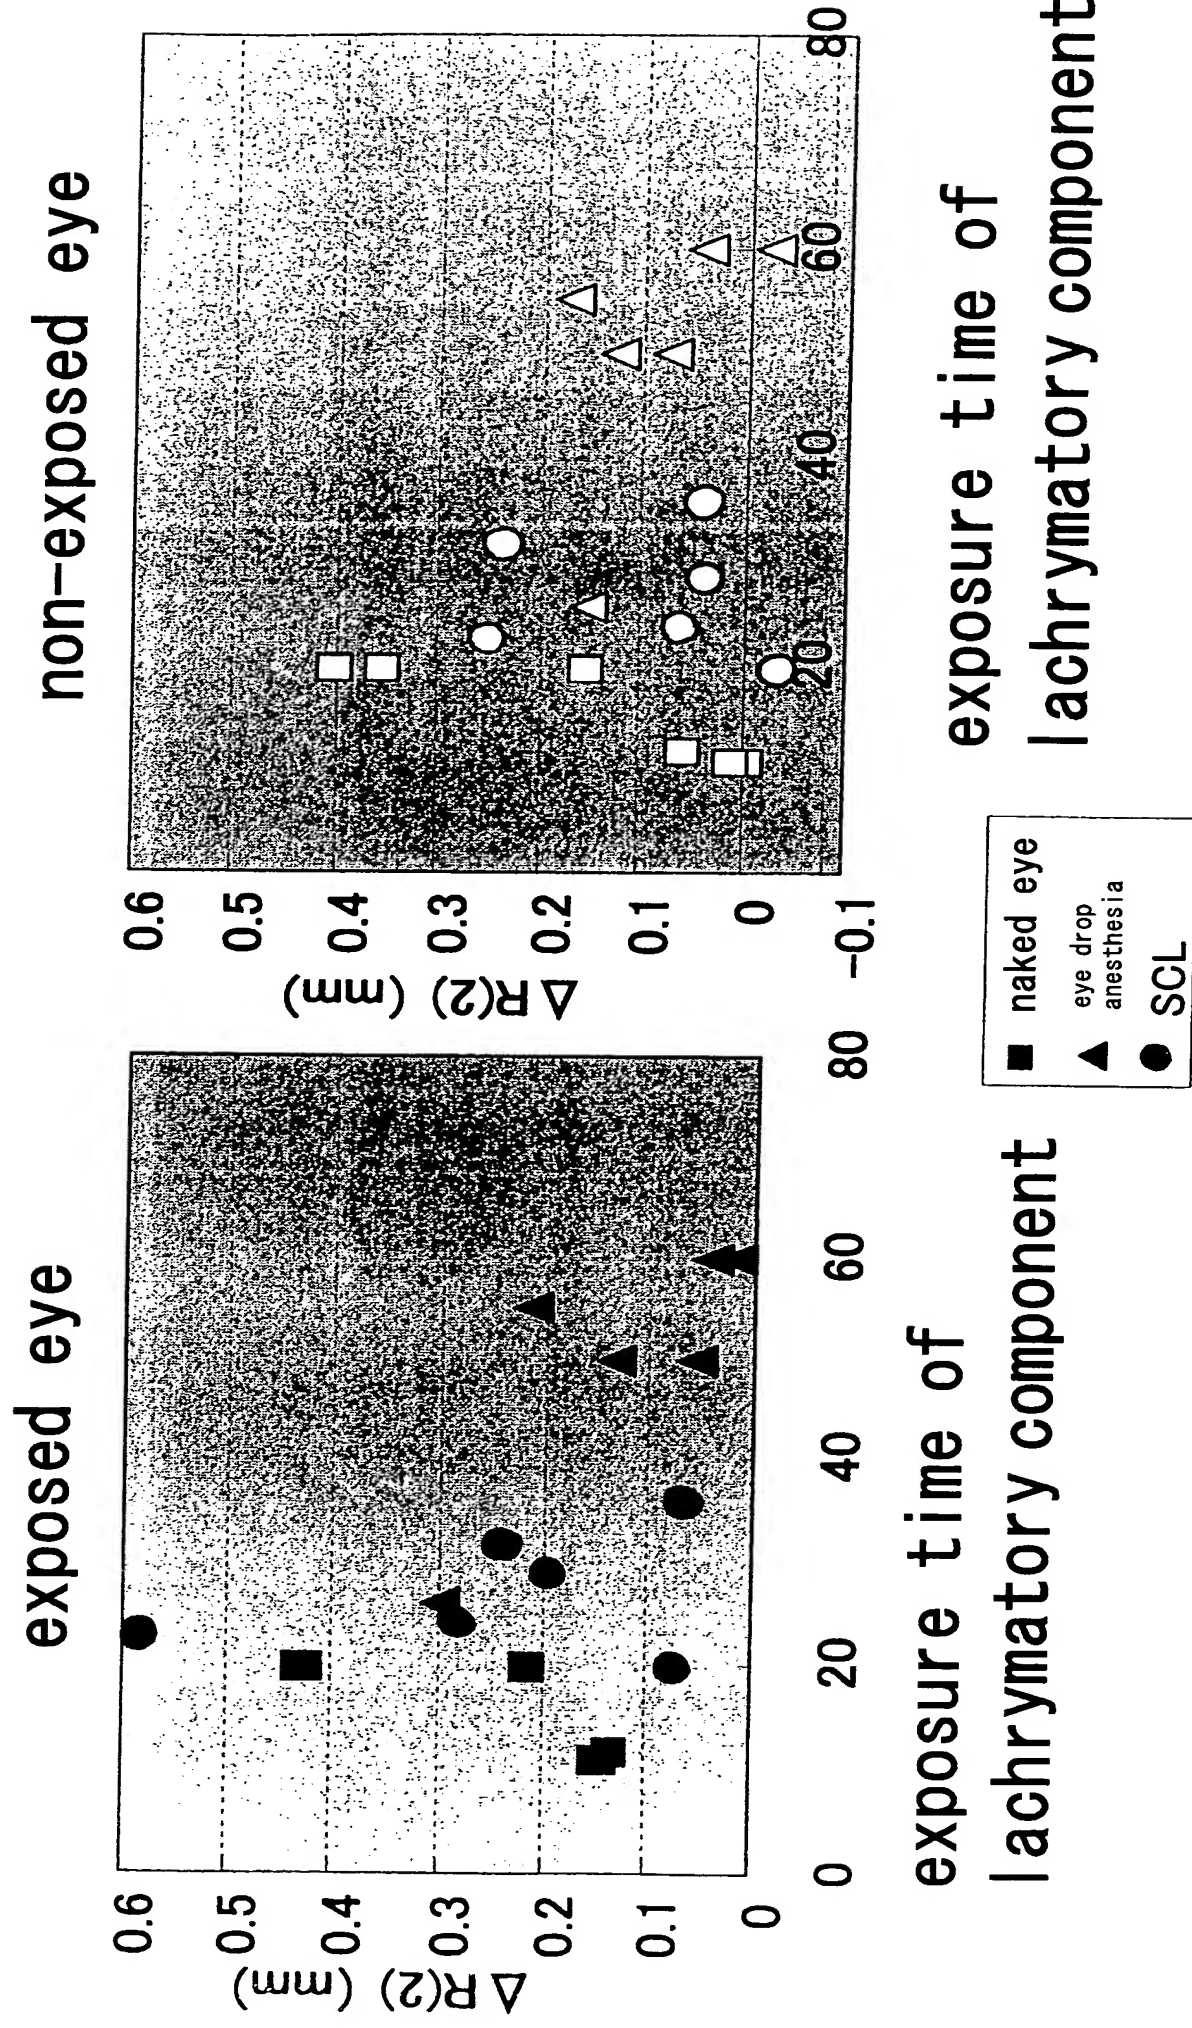 exposed eye
ΔR(2) (mm)
0.6
0.5
0.4
0.3
0.2
0.1
0
0 20 40 60 80
exposure time of
lachrymatory component
non-exposed eye
ΔR(2) (mm)
0.6
0.5
0.4
0.3
0.2
0.1
0
-0.1
20 40 60 80
exposure time of
lachrymatory component
naked eye
eye drop
anesthesia
SCL